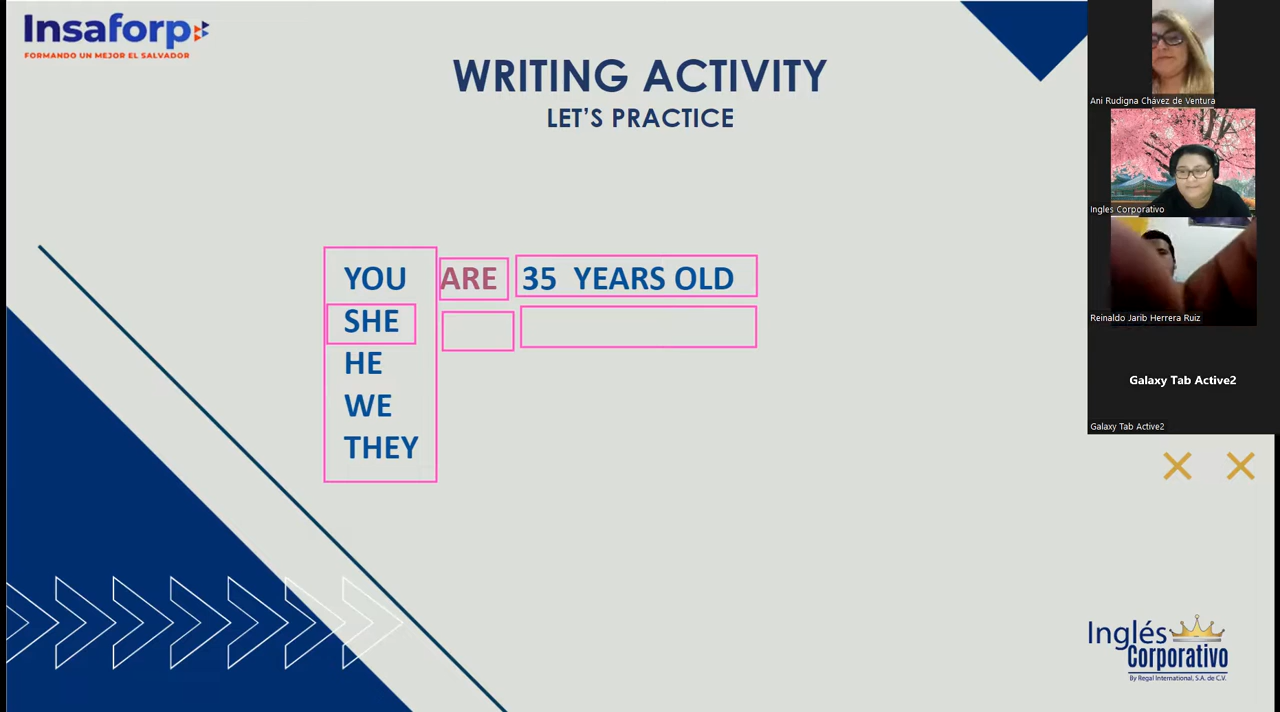 Insaforp
FORMANDO UN MEJOR EL SALVADOR
WRITING ACTIVITY
LET'S PRACTICE
YOU ARE 35 YEARS OLD
SHE
HE
WE
THEY
Ani Rudigna Chávez de Ventura
Ingles Corporativo
Reinaldo Jarib Herrera Ruiz
Galaxy Tab Active2
Galaxy Tab Active2
Inglés
Corporativo
By Regal International, S.A. de C.V.